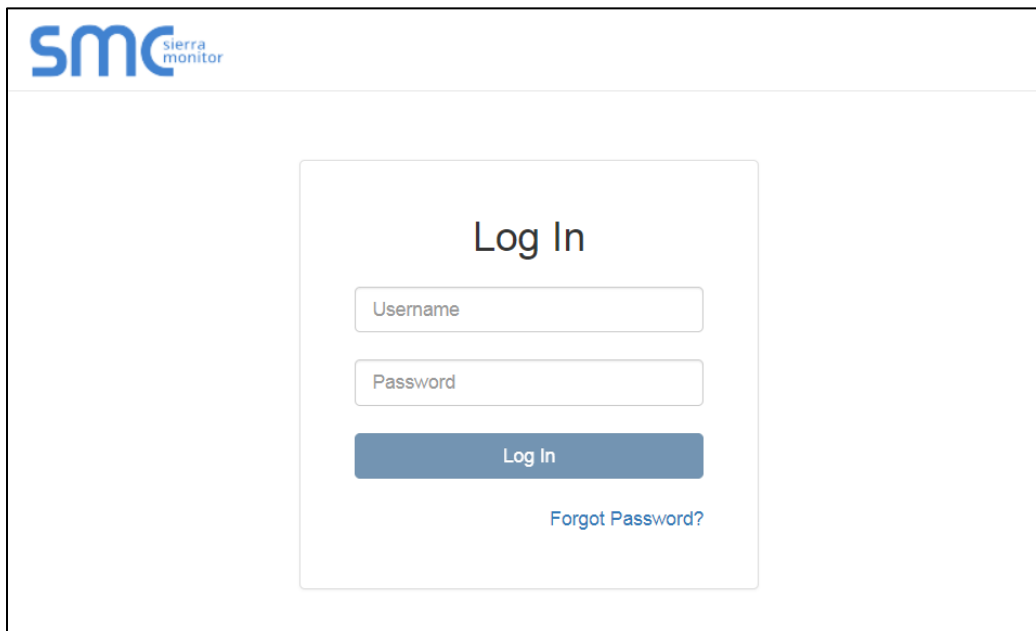 SMC sierra
monitor
Log In
Username
Password
Log In
Forgot Password?